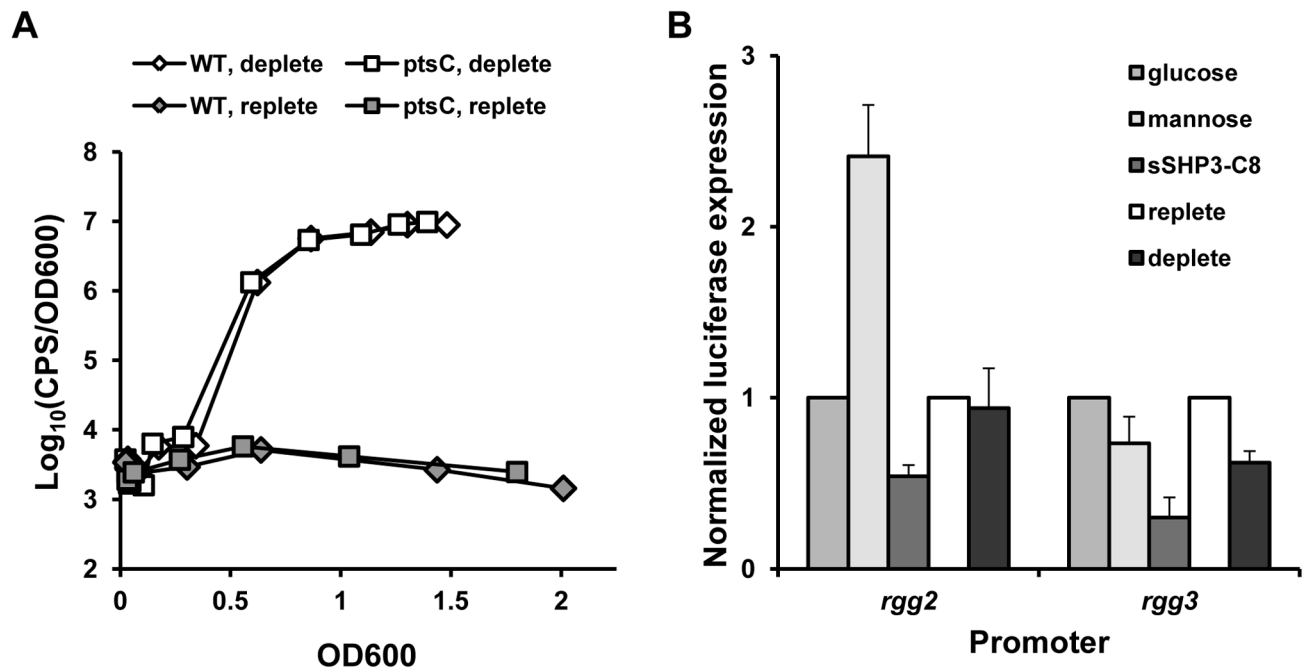 A
WT, deplete
ptsC, deplete
WT, replete
ptsC, replete
8
7
6
5
4
3
2
Log₁₀(CPS/OD600)
0
0.5
1
1.5
2
OD600
B
3
2
1
0
Normalized luciferase expression
glucose
mannose
sSHP3-C8
replete
deplete
rgg2
rgg3
Promoter